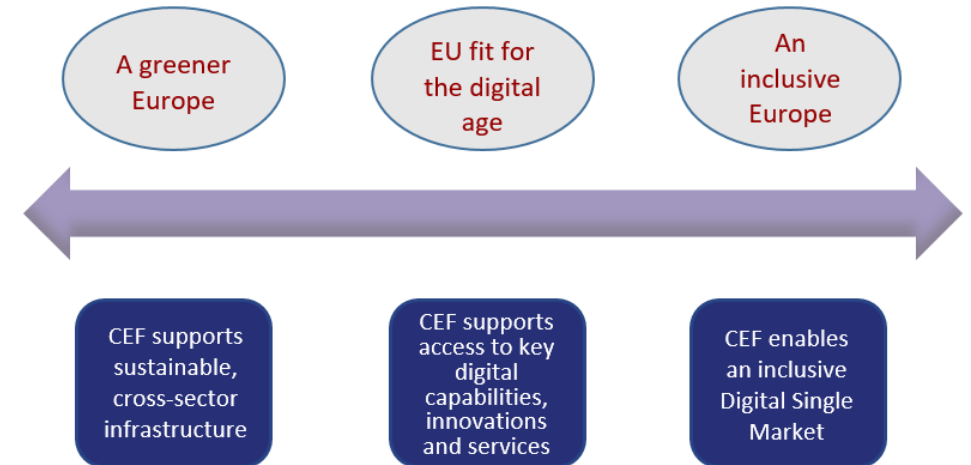 A greener
Europe
EU fit for
the digital
age
An
inclusive
Europe
CEF supports
sustainable,
cross-sector
infrastructure
CEF supports
access to key
digital
capabilities,
innovations
and services
CEF enables
an inclusive
Digital Single
Market